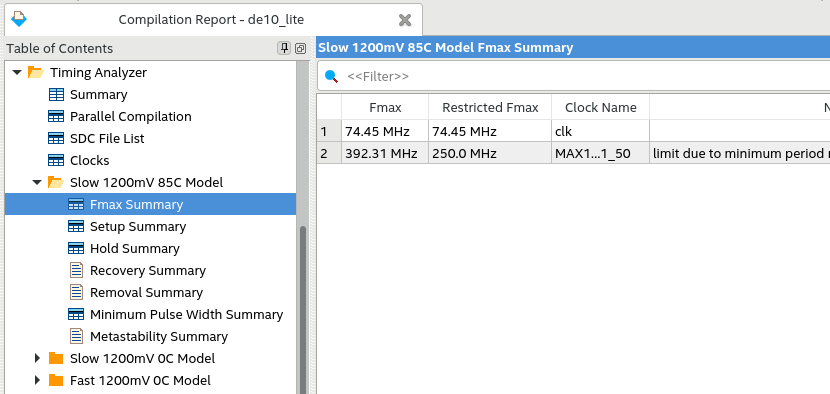 Compilation Report - de10_lite
Table of Contents
Timing Analyzer
Summary
Parallel Compilation
SDC File List
Clocks
Slow 1200mV 85C Model
Fmax Summary
Setup Summary
Hold Summary
Recovery Summary
Removal Summary
Minimum Pulse Width Summary
Metastability Summary
Slow 1200mV 0C Model
Fast 1200mV 0C Model
Slow 1200mV 85C Model Fmax Summary
<<Filter>>
Fmax Restricted Fmax Clock Name
1 74.45 MHz 74.45 MHz clk
2 392.31 MHz 250.0 MHz MAX1...1_50 limit due to minimum period